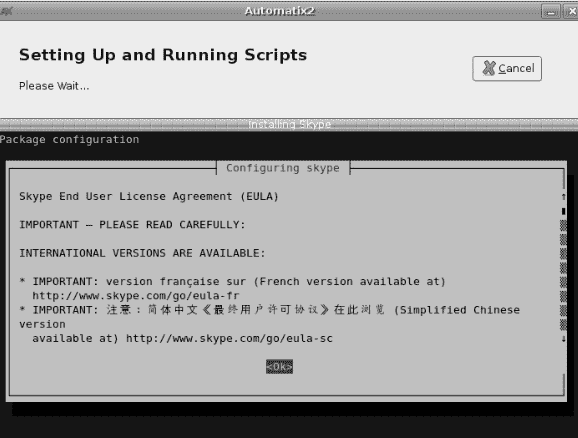 Automatix2
Setting Up and Running Scripts
Cancel
Please Wait...
Installing Skype
Package configuration
Configuring skype
Skype End User License Agreement (EULA)
IMPORTANT – PLEASE READ CAREFULLY:
INTERNATIONAL VERSIONS ARE AVAILABLE:
* IMPORTANT: version française sur (French version available at)
http://www.skype.com/go/eula-fr
* IMPORTANT: 注意：简体中文《最终用户许可协议》在此浏览 (Simplified Chinese
version
available at) http://www.skype.com/go/eula-sc
<Ok>